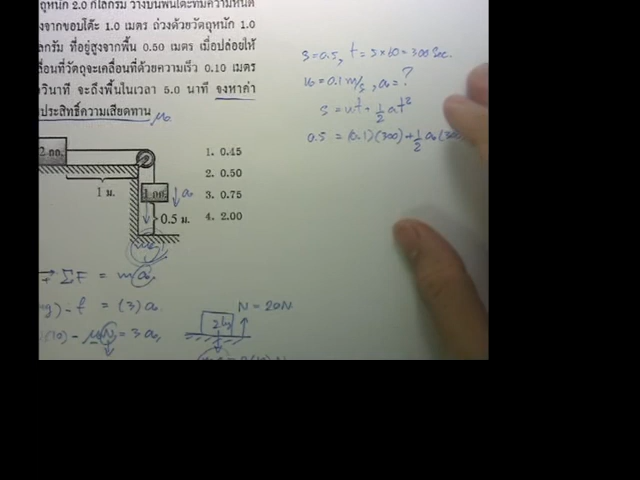 ถุหนัก 2.0 กิโลกรัม วางบนพื้นโต๊ะที่มีความหนืด
งจากขอบโต๊ะ 1.0 เมตร ถ่วงด้วยวัตถุหนัก 1.0
ลกรัม ที่อยู่สูงจากพื้น 0.50 เมตร เมื่อปล่อยให้
ลื่อนที่วัตถุจะเคลื่อนที่ด้วยความเร็ว 0.10 เมตร
วินาที จะถึงพื้นในเวลา 5.0 นาที จงหาค่า
ประสิทธิ์ความเสียดทาน μ
2 กก.
1 ม.
1 กก.
a
0.5 ม.
1. 0.45
2. 0.50
3. 0.75
4. 2.00
s = 0.5, t = 5 x 60 = 300 Sec.
u = 0.1 m/s, a = ?
s = ut + ½at²
0.5 = (0.1)(300) + ½a(300
ΣF = ma
g) - f = (3)a
10) - μN = 3a
2kg
N = 20N